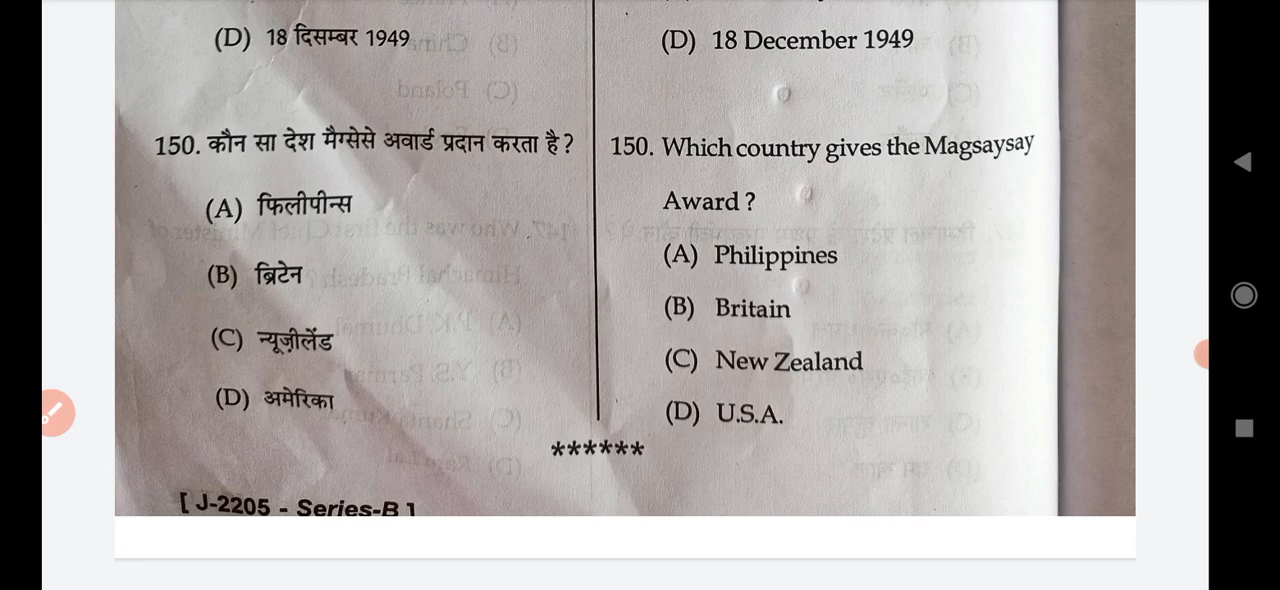 (D) 18 दिसम्बर 1949
150. कौन सा देश मैग्सेसे अवार्ड प्रदान करता है?
(A) फिलीपीन्स
(B) ब्रिटेन
(C) न्यूज़ीलेंड
(D) अमेरिका
(D) 18 December 1949
150. Which country gives the Magsaysay
Award ?
(A) Philippines
(B) Britain
(C) New Zealand
(D) U.S.A.
******
[ J-2205 - Series-B ]